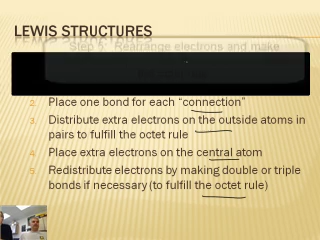 LEWIS STRUCTURES
Step 5: Rearrange electrons and make
2. Place one bond for each “connection”
3. Distribute extra electrons on the outside atoms in
pairs to fulfill the octet rule
4. Place extra electrons on the central atom
5. Redistribute electrons by making double or triple
bonds if necessary (to fulfill the octet rule)